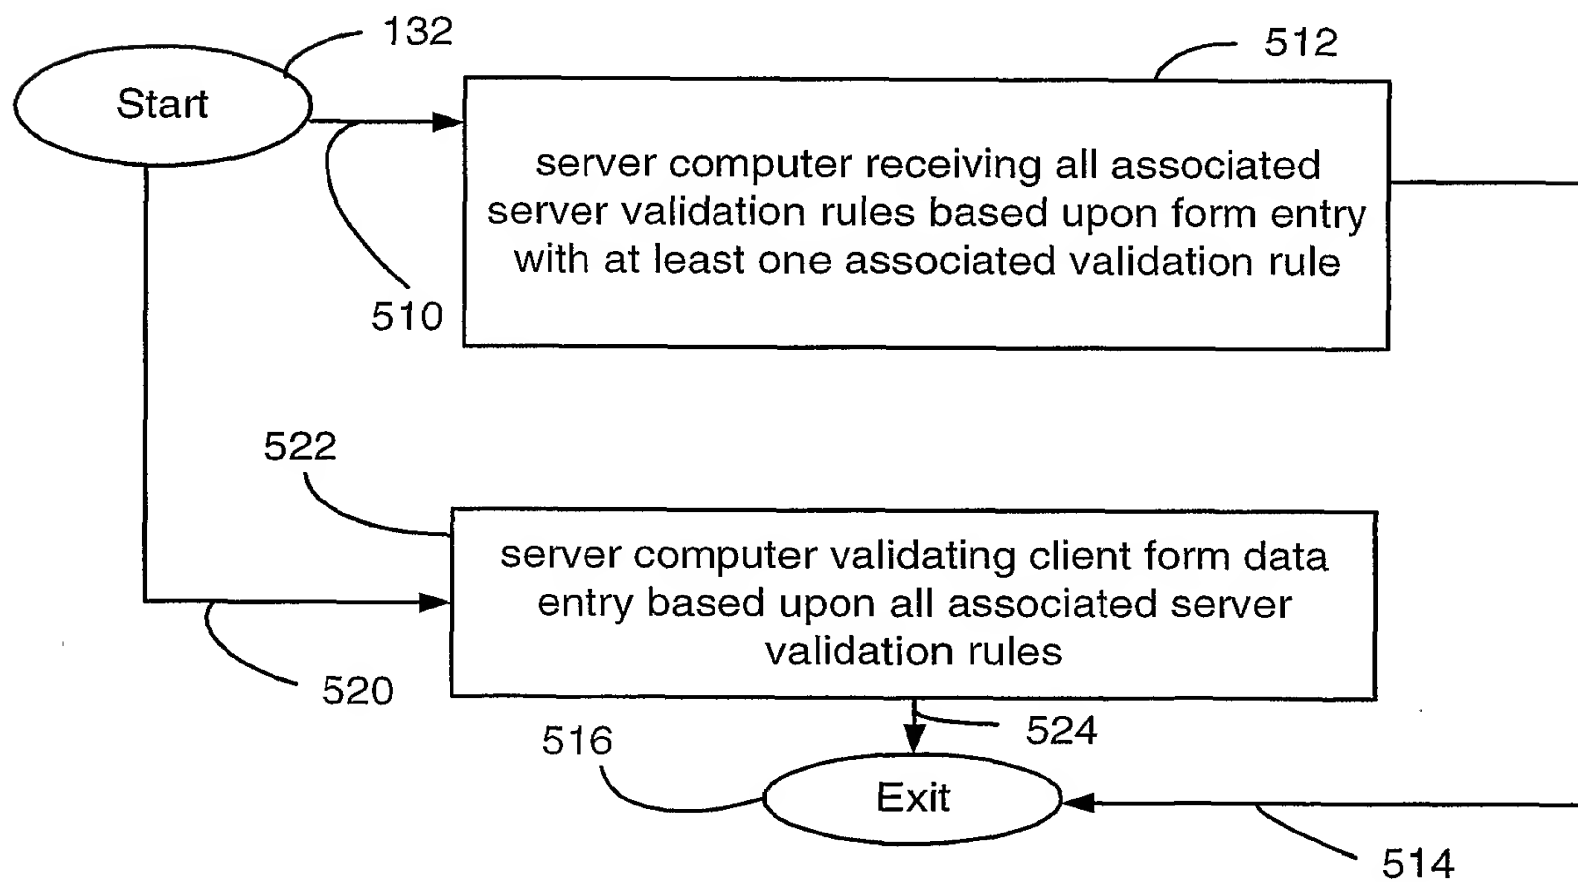 132
512
Start
server computer receiving all associated
server validation rules based upon form entry
with at least one associated validation rule
510
522
server computer validating client form data
entry based upon all associated server
validation rules
520
524
516
Exit
514